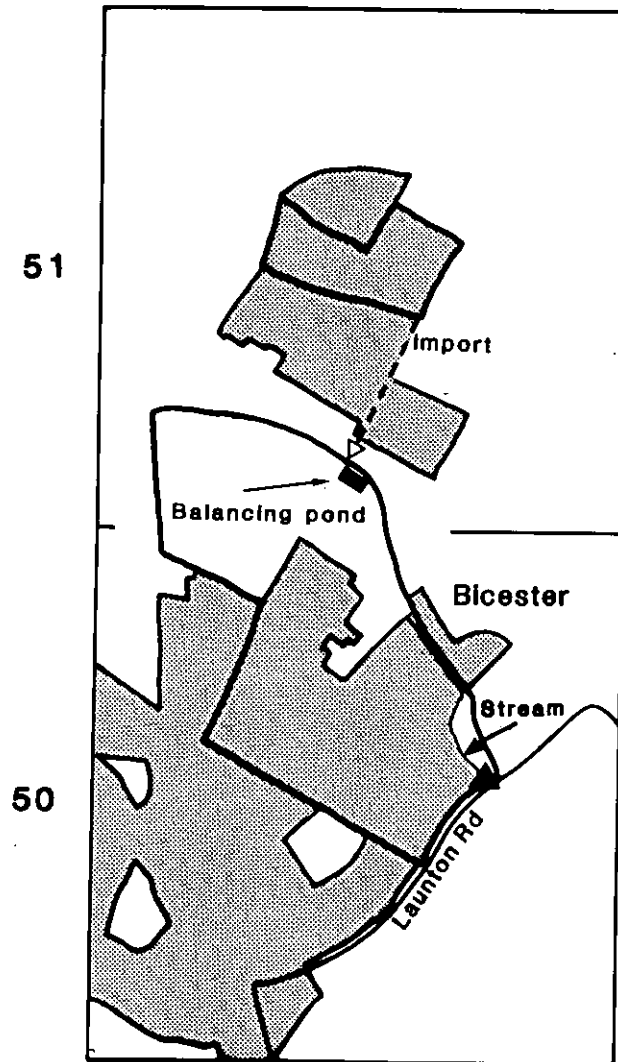 51
Import
Balancing pond
Bicester
Stream
50
Launton Rd